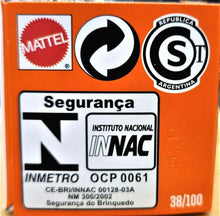 MATTEL
REPUBLICA
S T
ARGENTINA
Segurança
N
INSTITUTO NACIONAL
INNAC
INMETRO OCP 0061
CE-BRI/INNAC 00128-03A
NM 300/2002
Segurança do Brinquedo
38/100